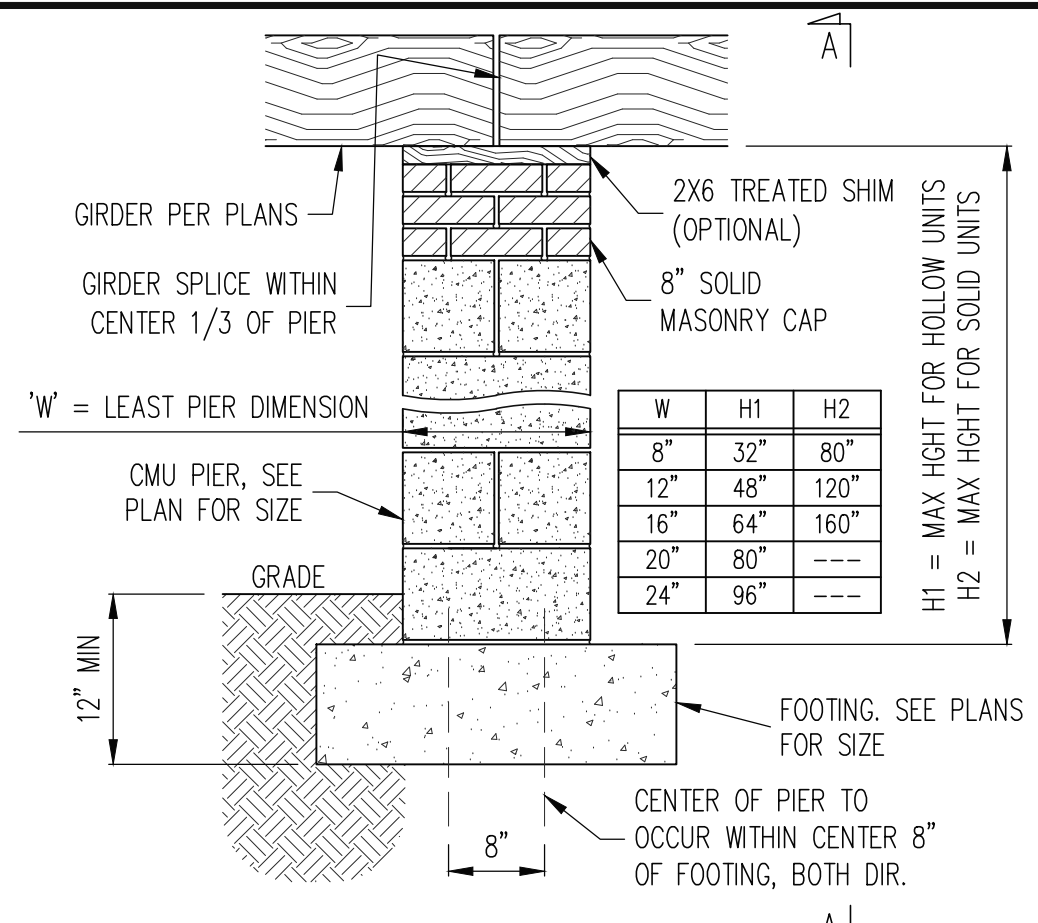 A
GIRDER PER PLANS
GIRDER SPLICE WITHIN
CENTER 1/3 OF PIER
2X6 TREATED SHIM
(OPTIONAL)
8" SOLID
MASONRY CAP
'W' = LEAST PIER DIMENSION
CMU PIER, SEE
PLAN FOR SIZE
W H1 H2
8" 32" 80"
12" 48" 120"
16" 64" 160"
20" 80" ---
24" 96" ---
H1 = MAX HGHT FOR HOLLOW UNITS
H2 = MAX HGHT FOR SOLID UNITS
GRADE
12" MIN
FOOTING. SEE PLANS
FOR SIZE
8"
CENTER OF PIER TO
OCCUR WITHIN CENTER 8"
OF FOOTING, BOTH DIR.
A